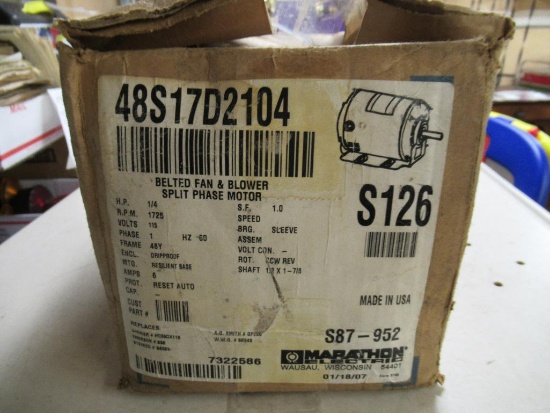 48S17D2104
BELTED FAN & BLOWER
SPLIT PHASE MOTOR
H.P. 1/4 S.F. 1.0
R.P.M. 1725 SPEED
VOLTS 115 BRG. SLEEVE
PHASE 1 HZ 60 ASSEM
FRAME 48Y VOLT CON. -
ENCL. DRIPPROOF ROT. CCW REV
MTG. RESILIENT BASE SHAFT 1/2 X 1-7/8
AMPS 6
PROT RESET AUTO
CAP. -
CUST
PART #
S126
MADE IN USA
REPLACES
S87-952
7322586
MARATHON
ELECTRIC
WAUSAU, WISCONSIN 54401
01/18/07